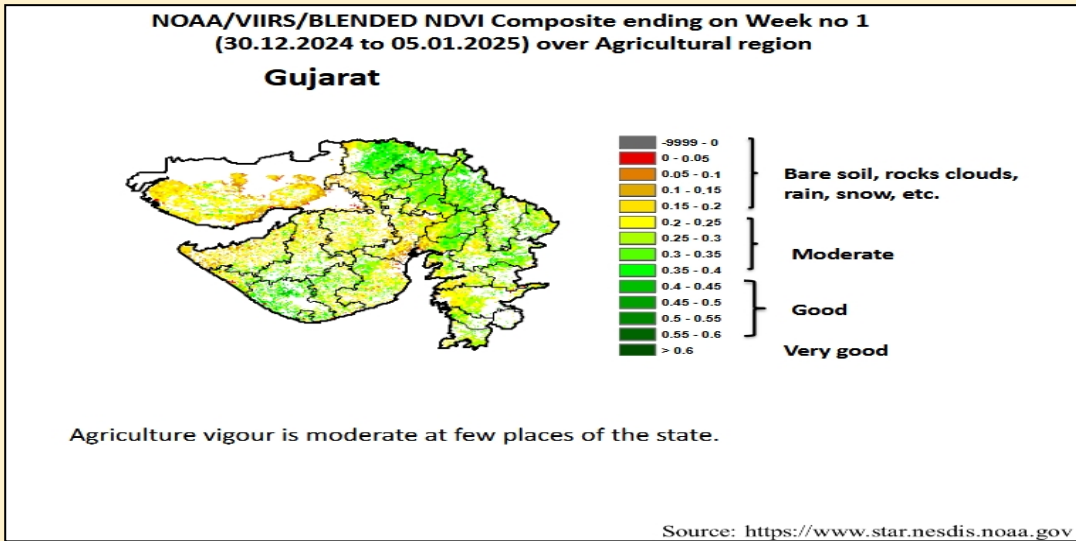 NOAA/VIIRS/BLENDED NDVI Composite ending on Week no 1
(30.12.2024 to 05.01.2025) over Agricultural region
Gujarat
-9999 - 0
0 - 0.05
0.05 - 0.1
0.1 - 0.15
0.15 - 0.2
0.2 - 0.25
0.25 - 0.3
0.3 - 0.35
0.35 - 0.4
0.4 - 0.45
0.45 - 0.5
0.5 - 0.55
0.55 - 0.6
> 0.6
Bare soil, rocks clouds,
rain, snow, etc.
Moderate
Good
Very good
Agriculture vigour is moderate at few places of the state.
Source: https://www.star.nesdis.noaa.gov